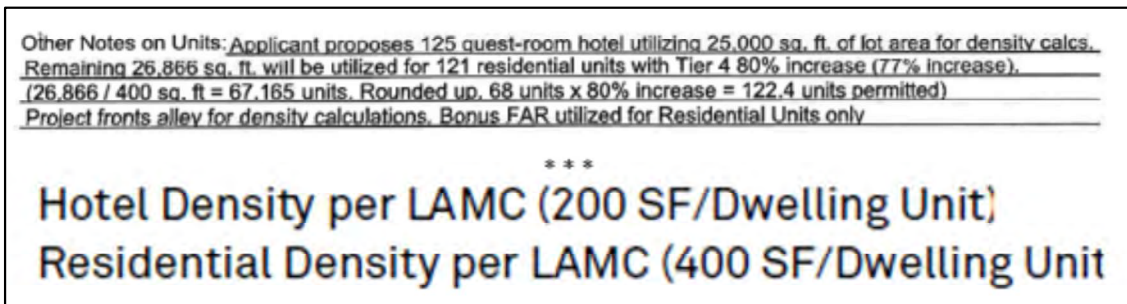 Other Notes on Units: Applicant proposes 125 guest-room hotel utilizing 25,000 sq. ft. of lot area for density calcs.
Remaining 26,866 sq. ft. will be utilized for 121 residential units with Tier 4 80% increase (77% increase).
(26,866 / 400 sq. ft = 67.165 units. Rounded up, 68 units x 80% increase = 122.4 units permitted)
Project fronts alley for density calculations. Bonus FAR utilized for Residential Units only
* * *
Hotel Density per LAMC (200 SF/Dwelling Unit)
Residential Density per LAMC (400 SF/Dwelling Unit